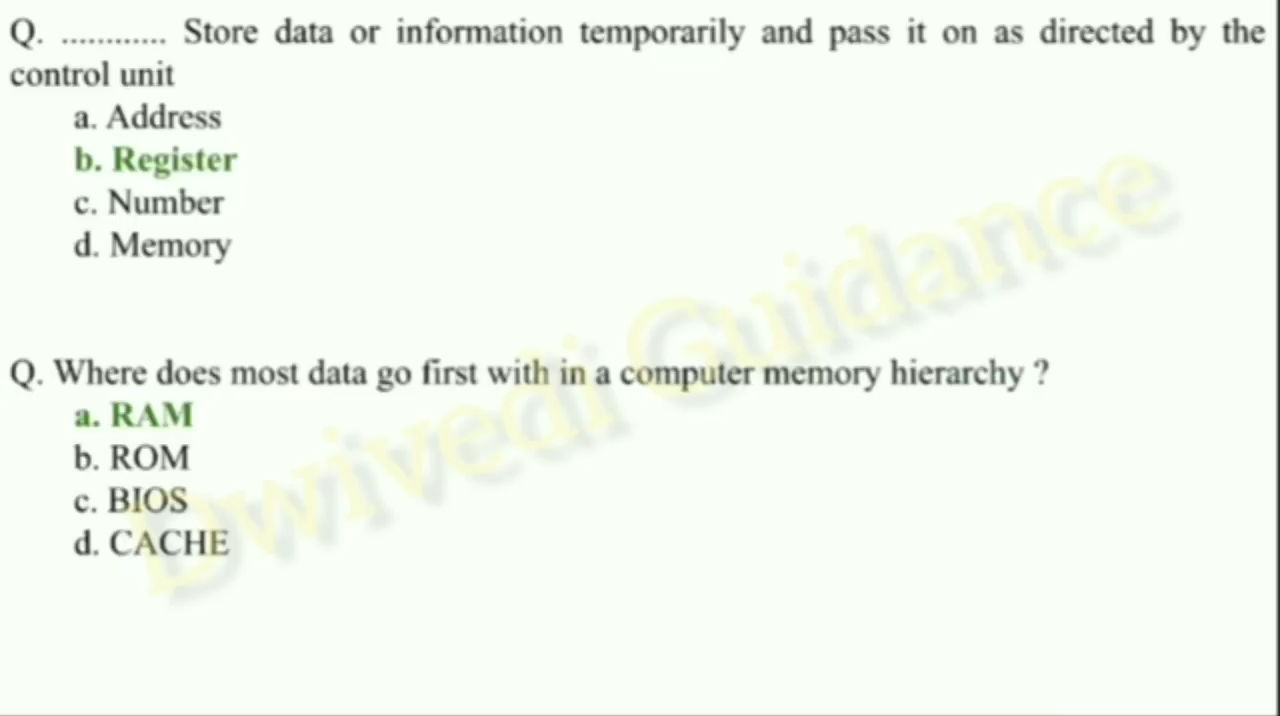 Q. ............ Store data or information temporarily and pass it on as directed by the
control unit
a. Address
b. Register
c. Number
d. Memory
Q. Where does most data go first with in a computer memory hierarchy ?
a. RAM
b. ROM
c. BIOS
d. CACHE
Dwivedi Guidance